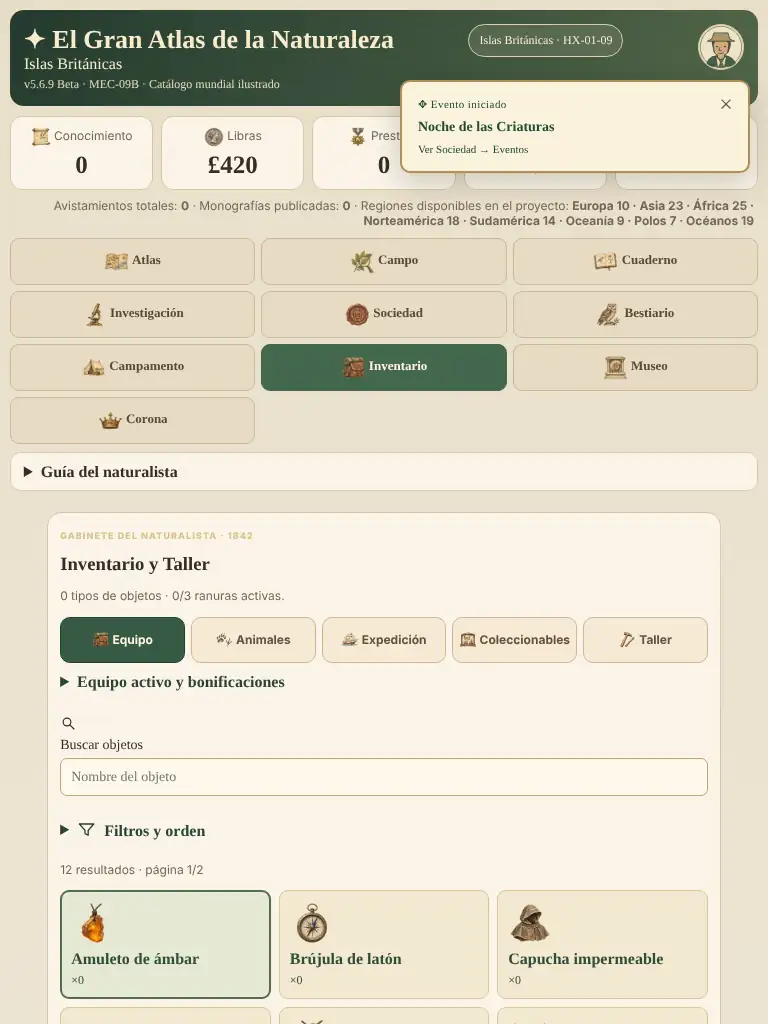 ✦ El Gran Atlas de la Naturaleza
Islas Británicas
v5.6.9 Beta · MEC-09B · Catálogo mundial ilustrado
Islas Británicas · HX-01-09
❖ Evento iniciado
Noche de las Criaturas
Ver Sociedad → Eventos
Conocimiento
0
Libras
£420
Prest
0
Avistamientos totales: 0 · Monografías publicadas: 0 · Regiones disponibles en el proyecto: Europa 10 · Asia 23 · África 25 ·
Norteamérica 18 · Sudamérica 14 · Oceanía 9 · Polos 7 · Océanos 19
Atlas
Campo
Cuaderno
Investigación
Sociedad
Bestiario
Campamento
Inventario
Museo
Corona
Guía del naturalista
GABINETE DEL NATURALISTA · 1842
Inventario y Taller
0 tipos de objetos · 0/3 ranuras activas.
Equipo
Animales
Expedición
Coleccionables
Taller
Equipo activo y bonificaciones
Buscar objetos
Nombre del objeto
Filtros y orden
12 resultados · página 1/2
Amuleto de ámbar
×0
Brújula de latón
×0
Capucha impermeable
×0